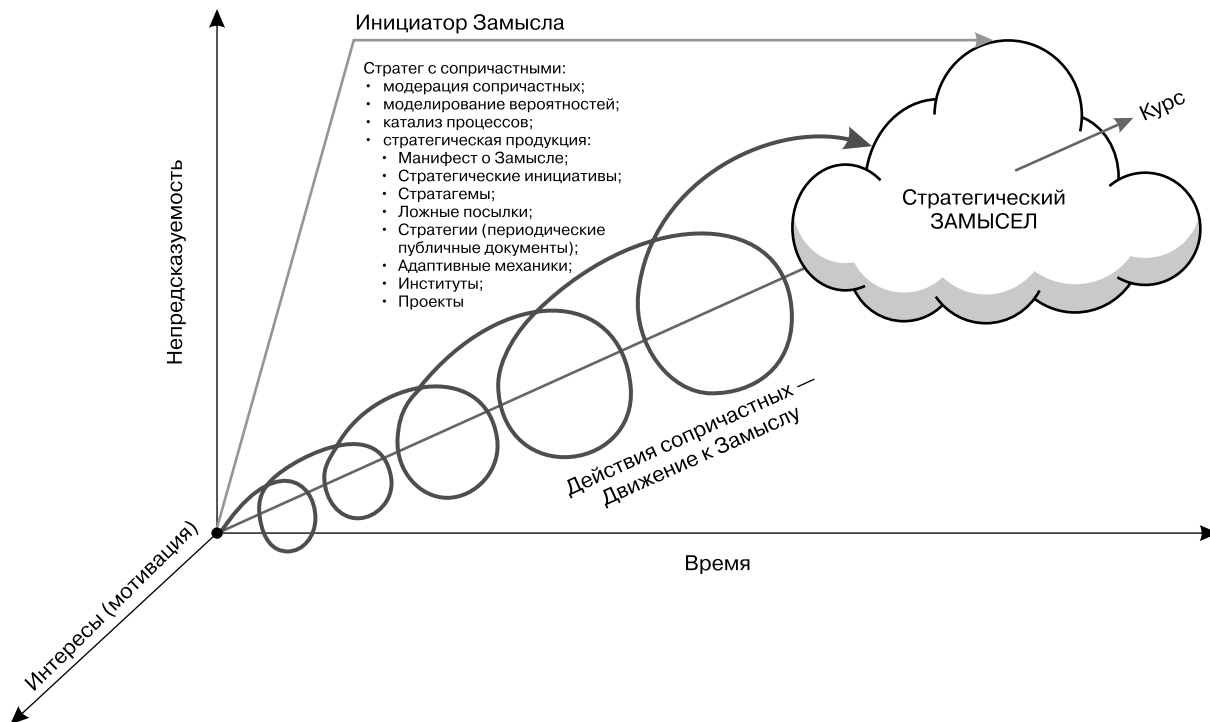 Инициатор Замысла
Стратег с сопричастными:
• модерация сопричастных;
• моделирование вероятностей;
• катализ процессов;
• стратегическая продукция:
• Манифест о Замысле;
• Стратегические инициативы;
• Стратагемы;
• Ложные посылки;
• Стратегии (периодические
публичные документы);
• Адаптивные механики;
• Институты;
• Проекты
Курс
Стратегический
ЗАМЫСЕЛ
Непредсказуемость
Действия сопричастных —
Движение к Замыслу
Время
Интересы (мотивация)